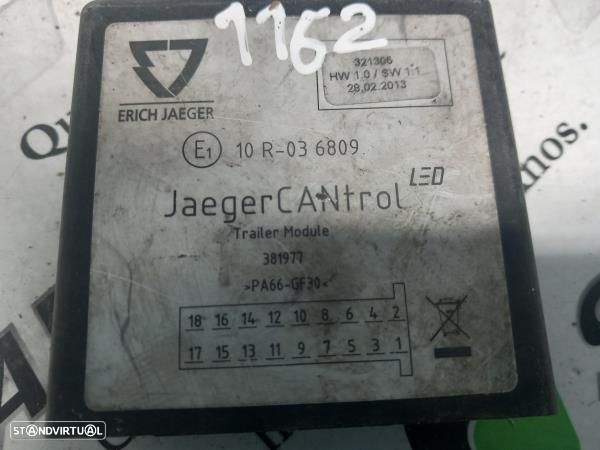 1162
321306
HW 1.0 / SW 1.1
28.02.2013
ERICH JAEGER
E1 10 R-03 6809
JaegerCANtrol LED
Trailer Module
381977
>PA66-GF30<
18 16 14 12 10 8 6 4 2
17 15 13 11 9 7 5 3 1
nos.
STANDVIRTUAL